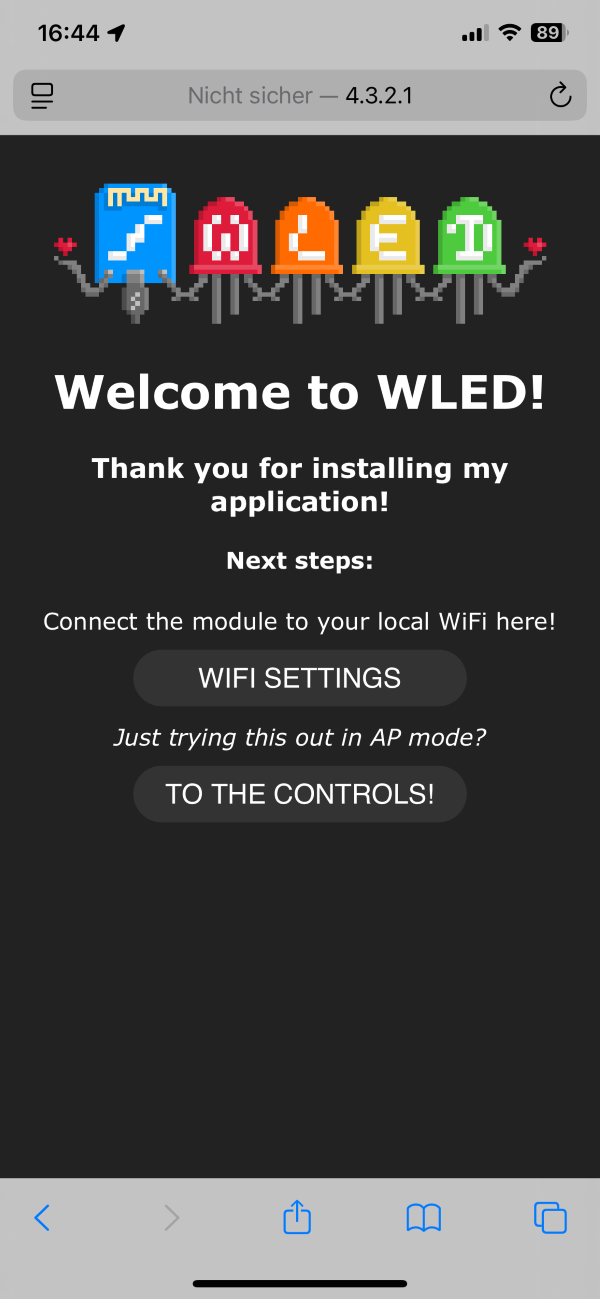 16:44
89
Nicht sicher — 4.3.2.1
WLED
Welcome to WLED!
Thank you for installing my
application!
Next steps:
Connect the module to your local WiFi here!
WIFI SETTINGS
Just trying this out in AP mode?
TO THE CONTROLS!